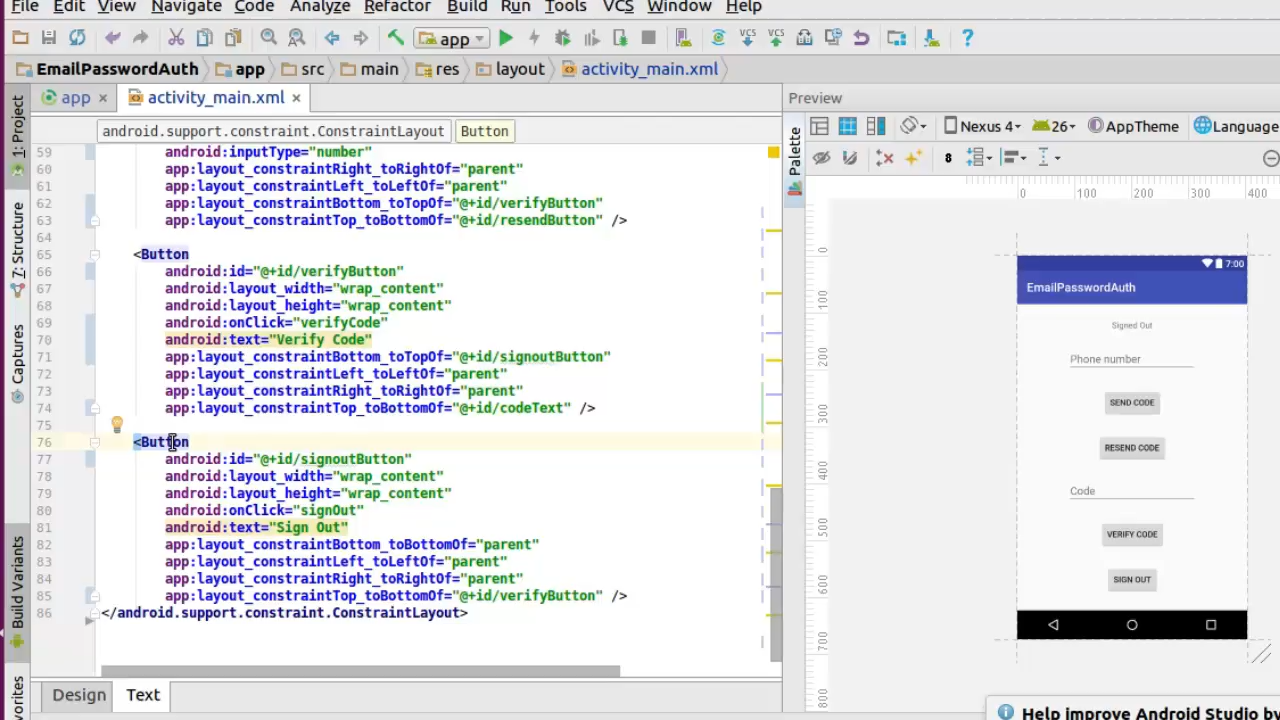 File Edit View Navigate Code Analyze Refactor Build Run Tools VCS Window Help
app
VCS VCS ?
EmailPasswordAuth app src main res layout activity_main.xml
app × activity_main.xml ×
Preview
1: Project
Z: Structure
Captures
Build Variants
vorites
android.support.constraint.ConstraintLayout Button
59 android:inputType="number"
60 app:layout_constraintRight_toRightOf="parent"
61 app:layout_constraintLeft_toLeftOf="parent"
62 app:layout_constraintBottom_toTopOf="@+id/verifyButton"
63 app:layout_constraintTop_toBottomOf="@+id/resendButton" />
64
65 <Button
66 android:id="@+id/verifyButton"
67 android:layout_width="wrap_content"
68 android:layout_height="wrap_content"
69 android:onClick="verifyCode"
70 android:text="Verify Code"
71 app:layout_constraintBottom_toTopOf="@+id/signoutButton"
72 app:layout_constraintLeft_toLeftOf="parent"
73 app:layout_constraintRight_toRightOf="parent"
74 app:layout_constraintTop_toBottomOf="@+id/codeText" />
75
76 <Button
77 android:id="@+id/signoutButton"
78 android:layout_width="wrap_content"
79 android:layout_height="wrap_content"
80 android:onClick="signOut"
81 android:text="Sign Out"
82 app:layout_constraintBottom_toBottomOf="parent"
83 app:layout_constraintLeft_toLeftOf="parent"
84 app:layout_constraintRight_toRightOf="parent"
85 app:layout_constraintTop_toBottomOf="@+id/verifyButton" />
86 </android.support.constraint.ConstraintLayout>
Design Text
Palette
Nexus 4 26 AppTheme Language
8
0 100 200 300 400
0
100
200
300
400
500
600
700
800
7:00
EmailPasswordAuth
Signed Out
Phone number
SEND CODE
RESEND CODE
Code
VERIFY CODE
SIGN OUT
Help improve Android Studio by